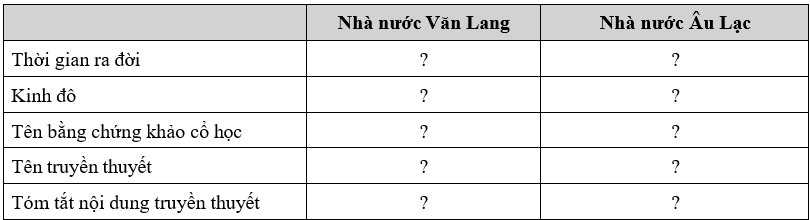 Nhà nước Văn Lang Nhà nước Âu Lạc
Thời gian ra đời ? ?
Kinh đô ? ?
Tên bằng chứng khảo cổ học ? ?
Tên truyền thuyết ? ?
Tóm tắt nội dung truyền thuyết ? ?